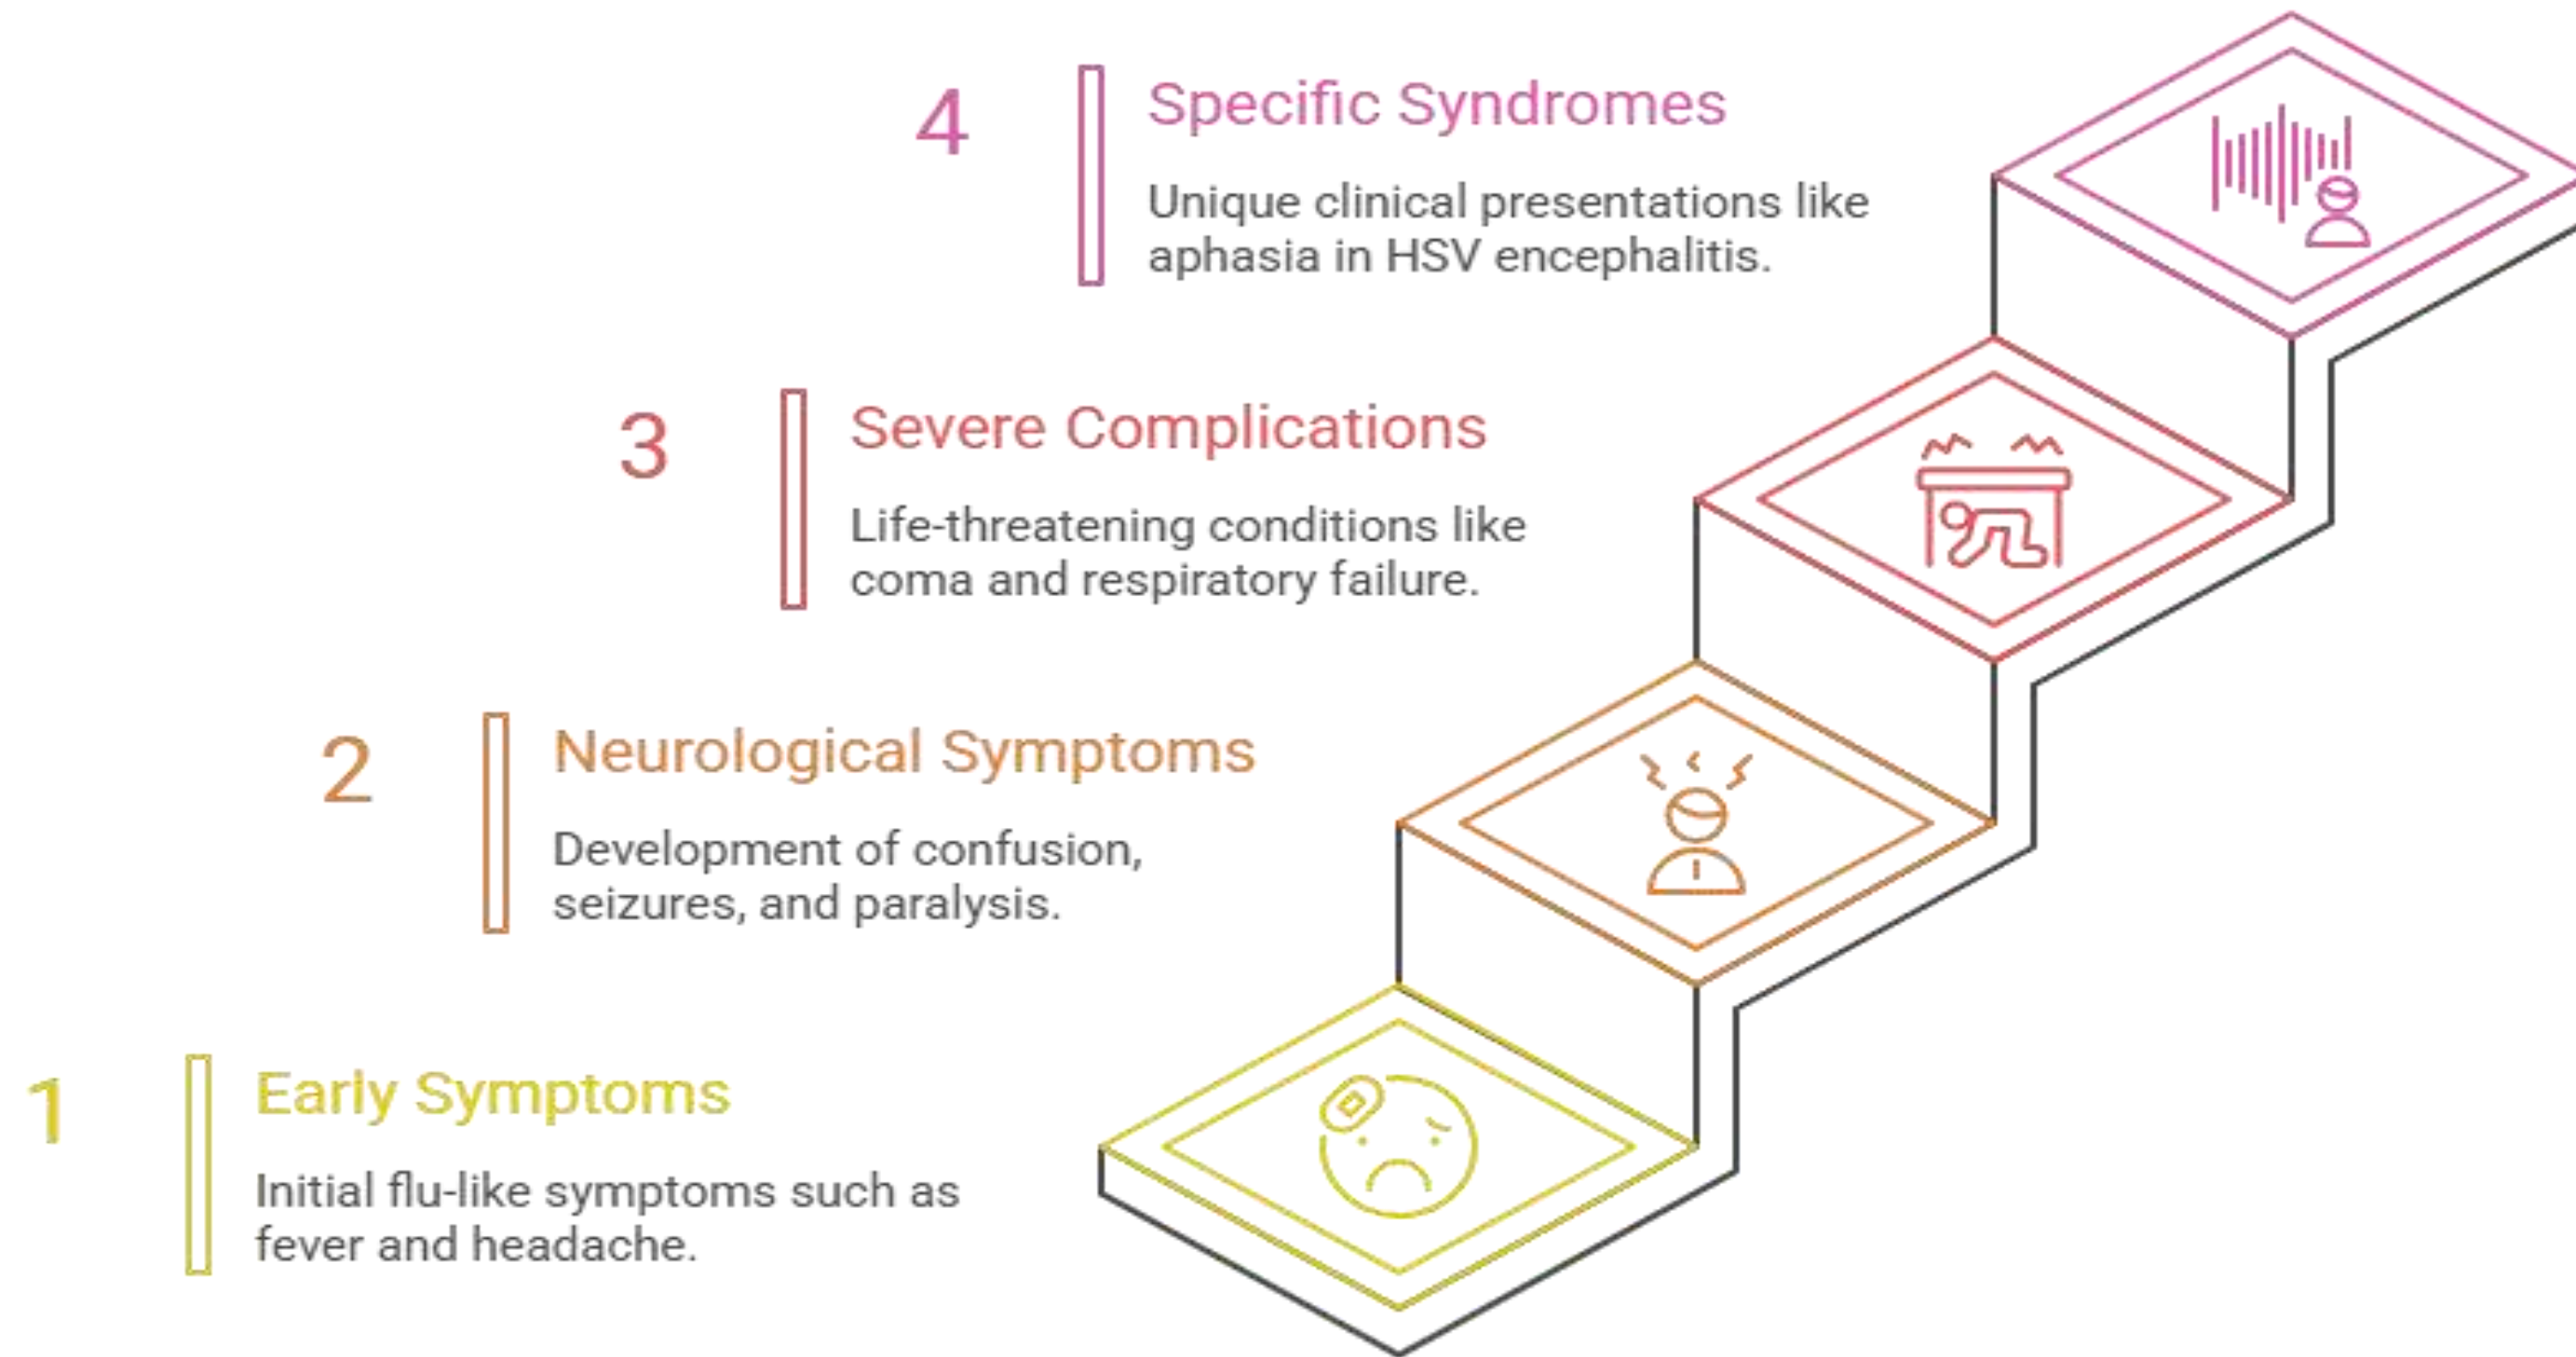 4
Specific Syndromes
Unique clinical presentations like
aphasia in HSV encephalitis.
3
Severe Complications
Life-threatening conditions like
coma and respiratory failure.
2
Neurological Symptoms
Development of confusion,
seizures, and paralysis.
1
Early Symptoms
Initial flu-like symptoms such as
fever and headache.